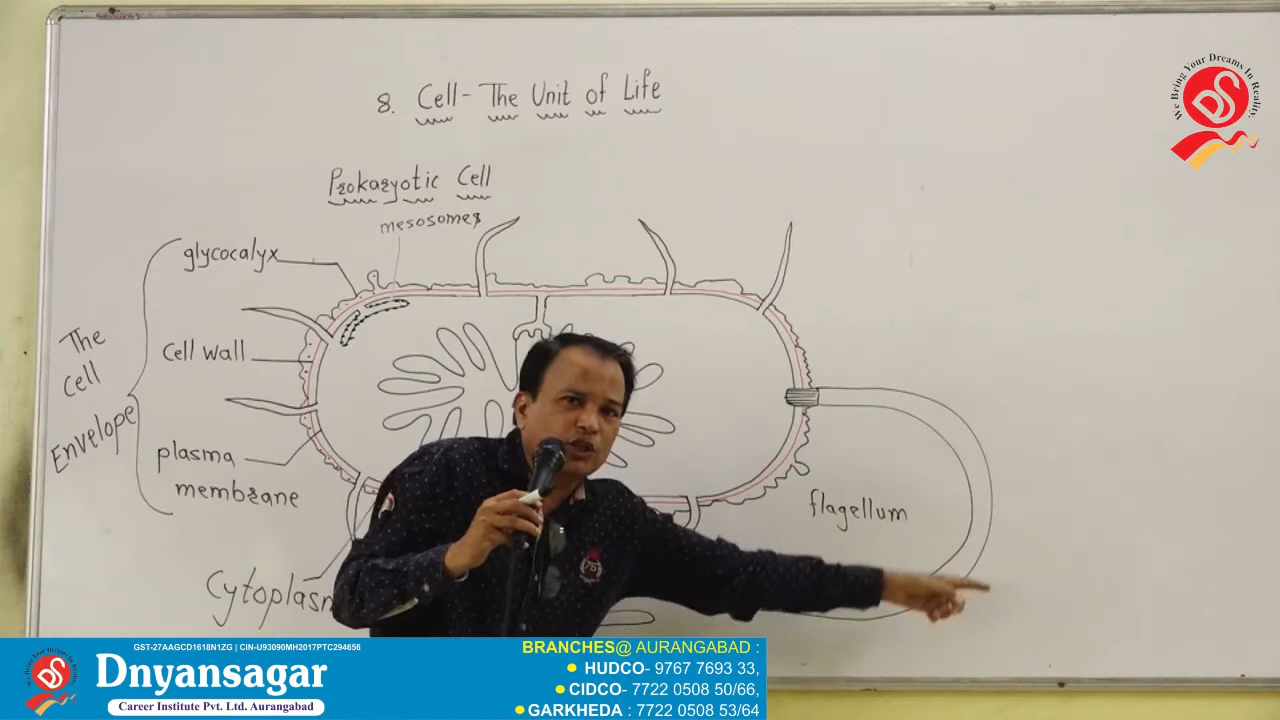 8. Cell - The Unit of Life
Prokaryotic Cell
mesosomes
glycocalyx
Cell wall
The
Cell
Envelope
plasma
membrane
Cytoplasm
flagellum
We Bring Your Dreams In Reality.
DS
75
GST-27AAGCD1618N1ZG | CIN-U93090MH2017PTC294656
DS
Dnyansagar
Career Institute Pvt. Ltd. Aurangabad
BRANCHES@ AURANGABAD :
HUDCO- 9767 7693 33,
CIDCO- 7722 0508 50/66,
GARKHEDA : 7722 0508 53/64